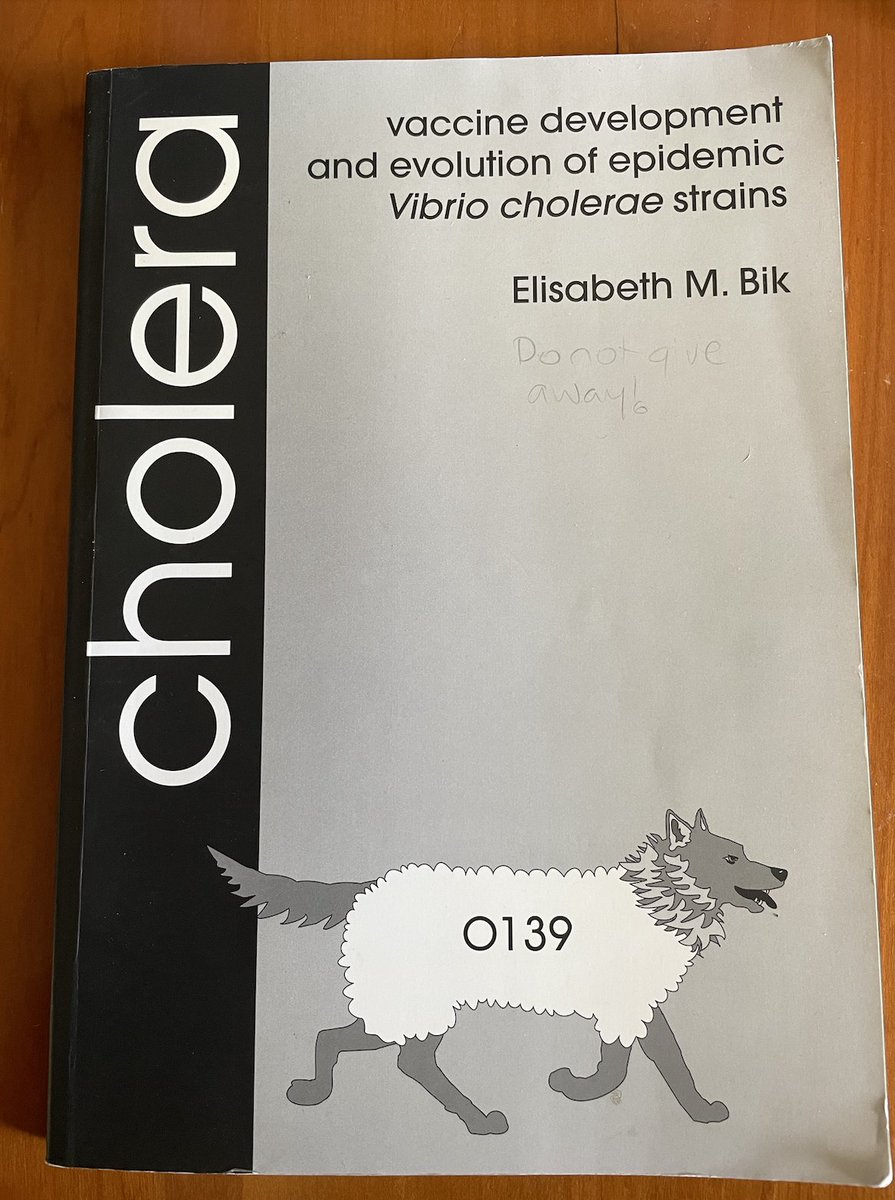 cholera
vaccine development
and evolution of epidemic
Vibrio cholerae strains
Elisabeth M. Bik
Do not give
away!
O139